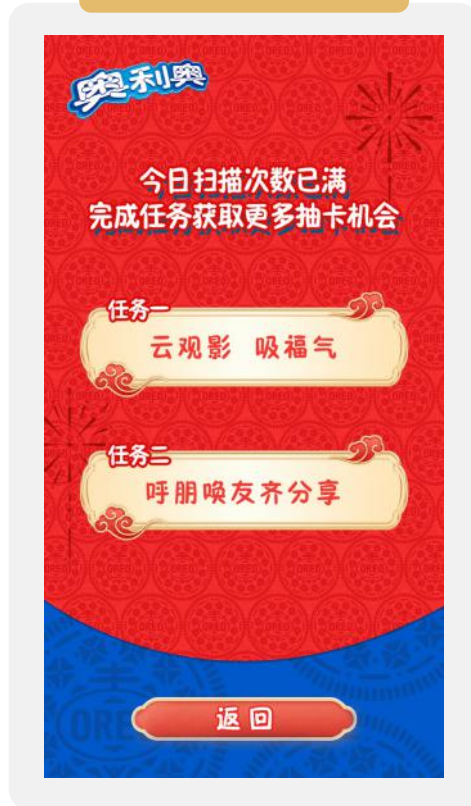 奥利奥
今日扫描次数已满
完成任务获取更多抽卡机会
任务一
云观影 吸福气
任务二
呼朋唤友齐分享
返回